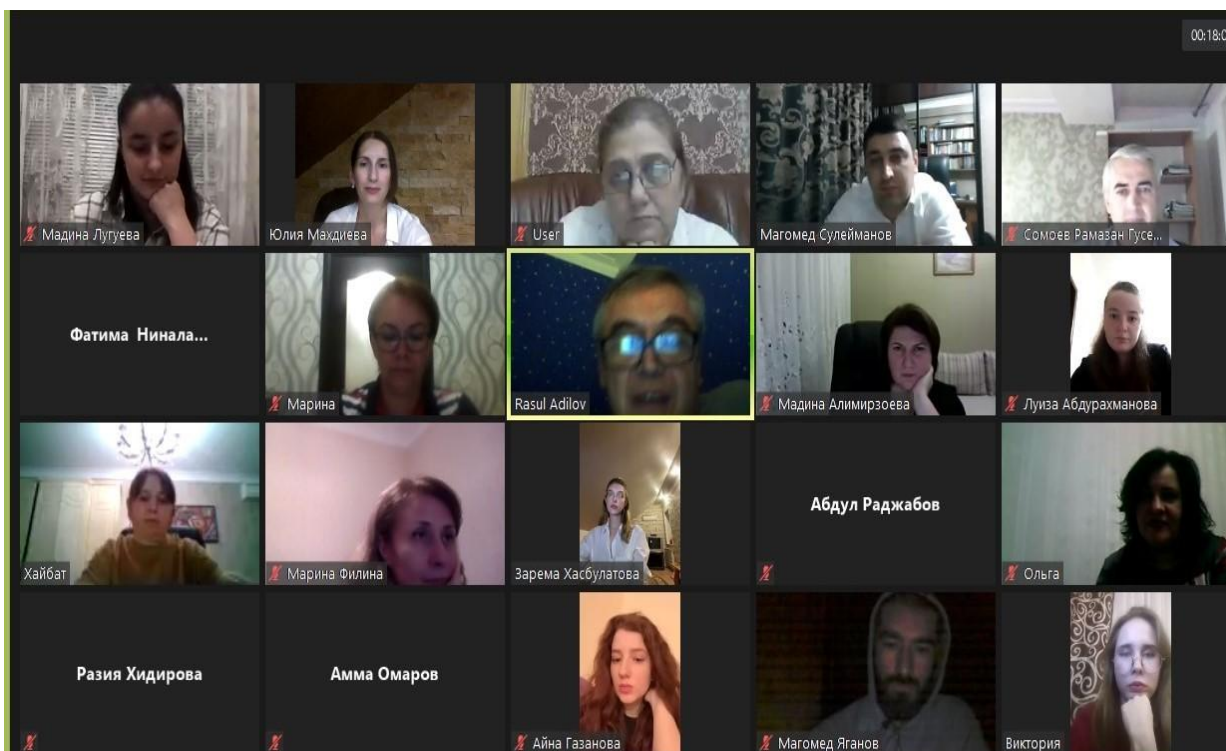 00:18:0
Мадина Лугуева
Юлия Махдиева
User
Магомед Сулейманов
Сомоев Рамазан Гусе...
Фатима Нинала...
Марина
Rasul Adilov
Мадина Алимирзоева
Луиза Абдурахманова
Хайбат
Марина Филина
Зарема Хасбулатова
Абдул Раджабов
Ольга
Разия Хидирова
Амма Омаров
Айна Газанова
Магомед Яганов
Виктория